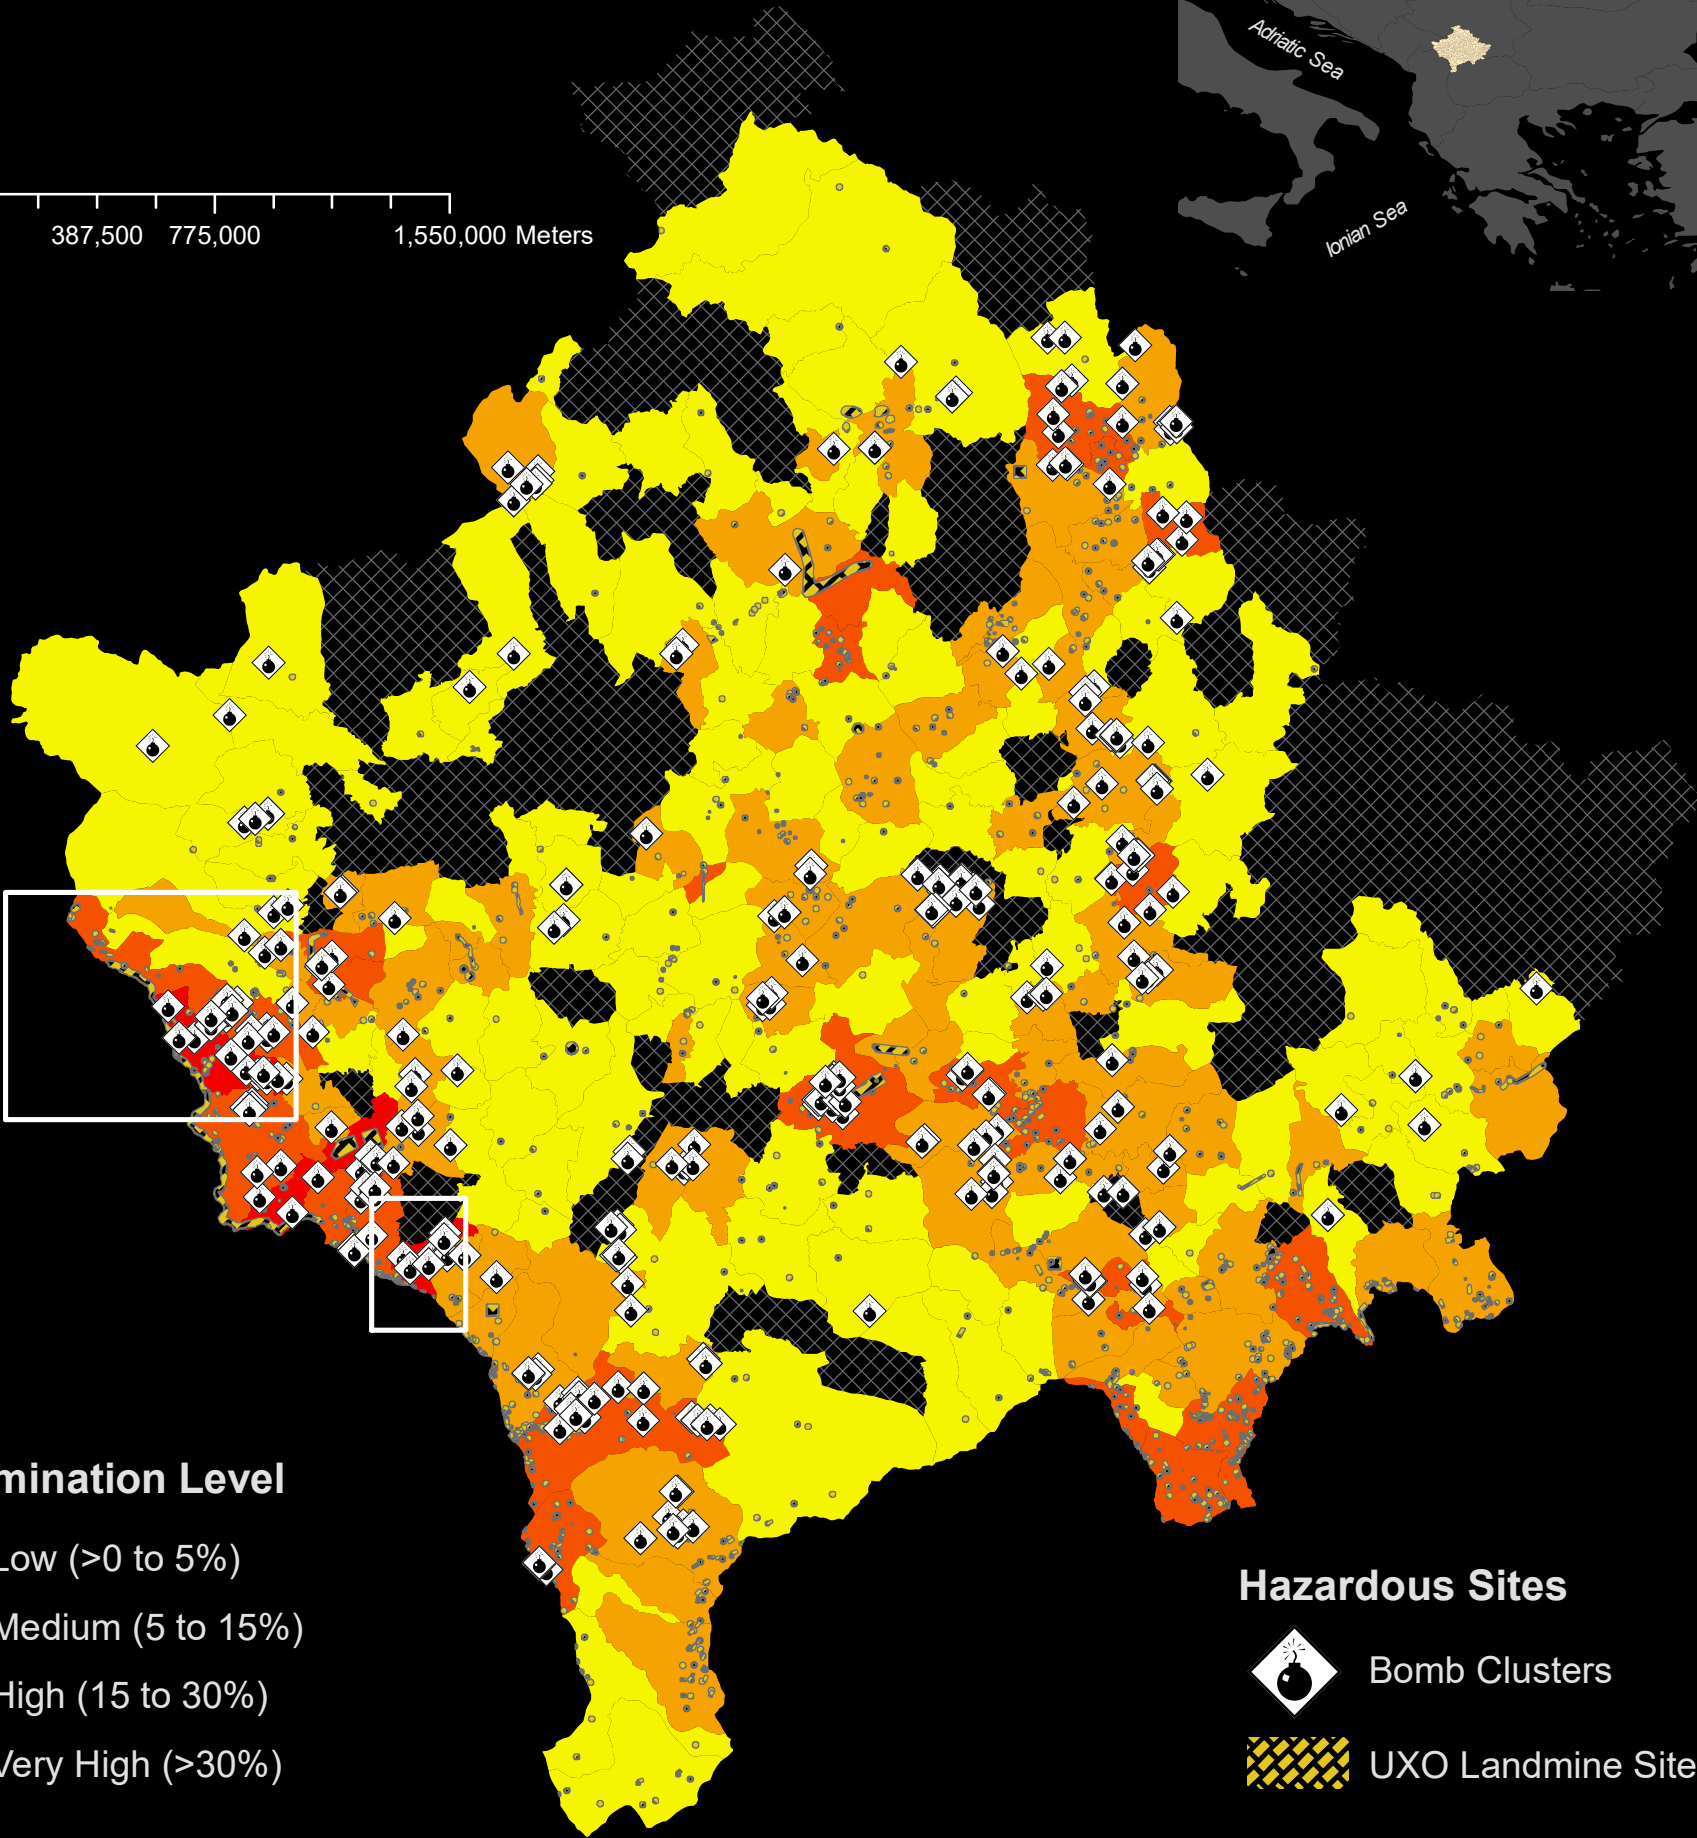 Adriatic Sea
Ionian Sea
387,500 775,000 1,550,000 Meters
mination Level
Low (>0 to 5%)
Medium (5 to 15%)
High (15 to 30%)
Very High (>30%)
Hazardous Sites
Bomb Clusters
UXO Landmine Site